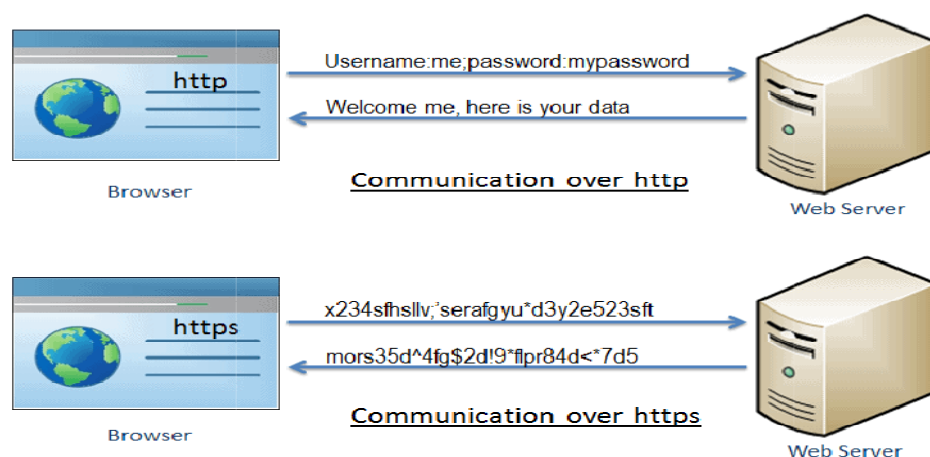 http
Username:me;password:mypassword
Welcome me, here is your data
Browser
Communication over http
Web Server
https
x234sfhsllv;'serafgyu*d3y2e523sft
mors35d^4fg$2d!9*flpr84d<*7d5
Browser
Communication over https
Web Server